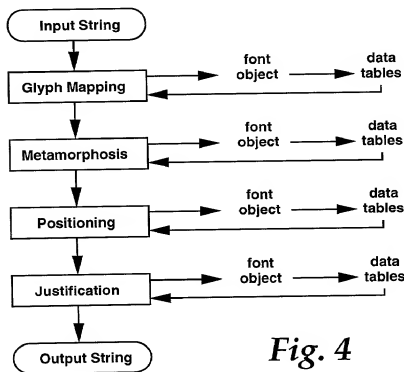 Input String
font object
data tables
Glyph Mapping
font object
data tables
Metamorphosis
font object
data tables
Positioning
font object
data tables
Justification
Output String
Fig. 4